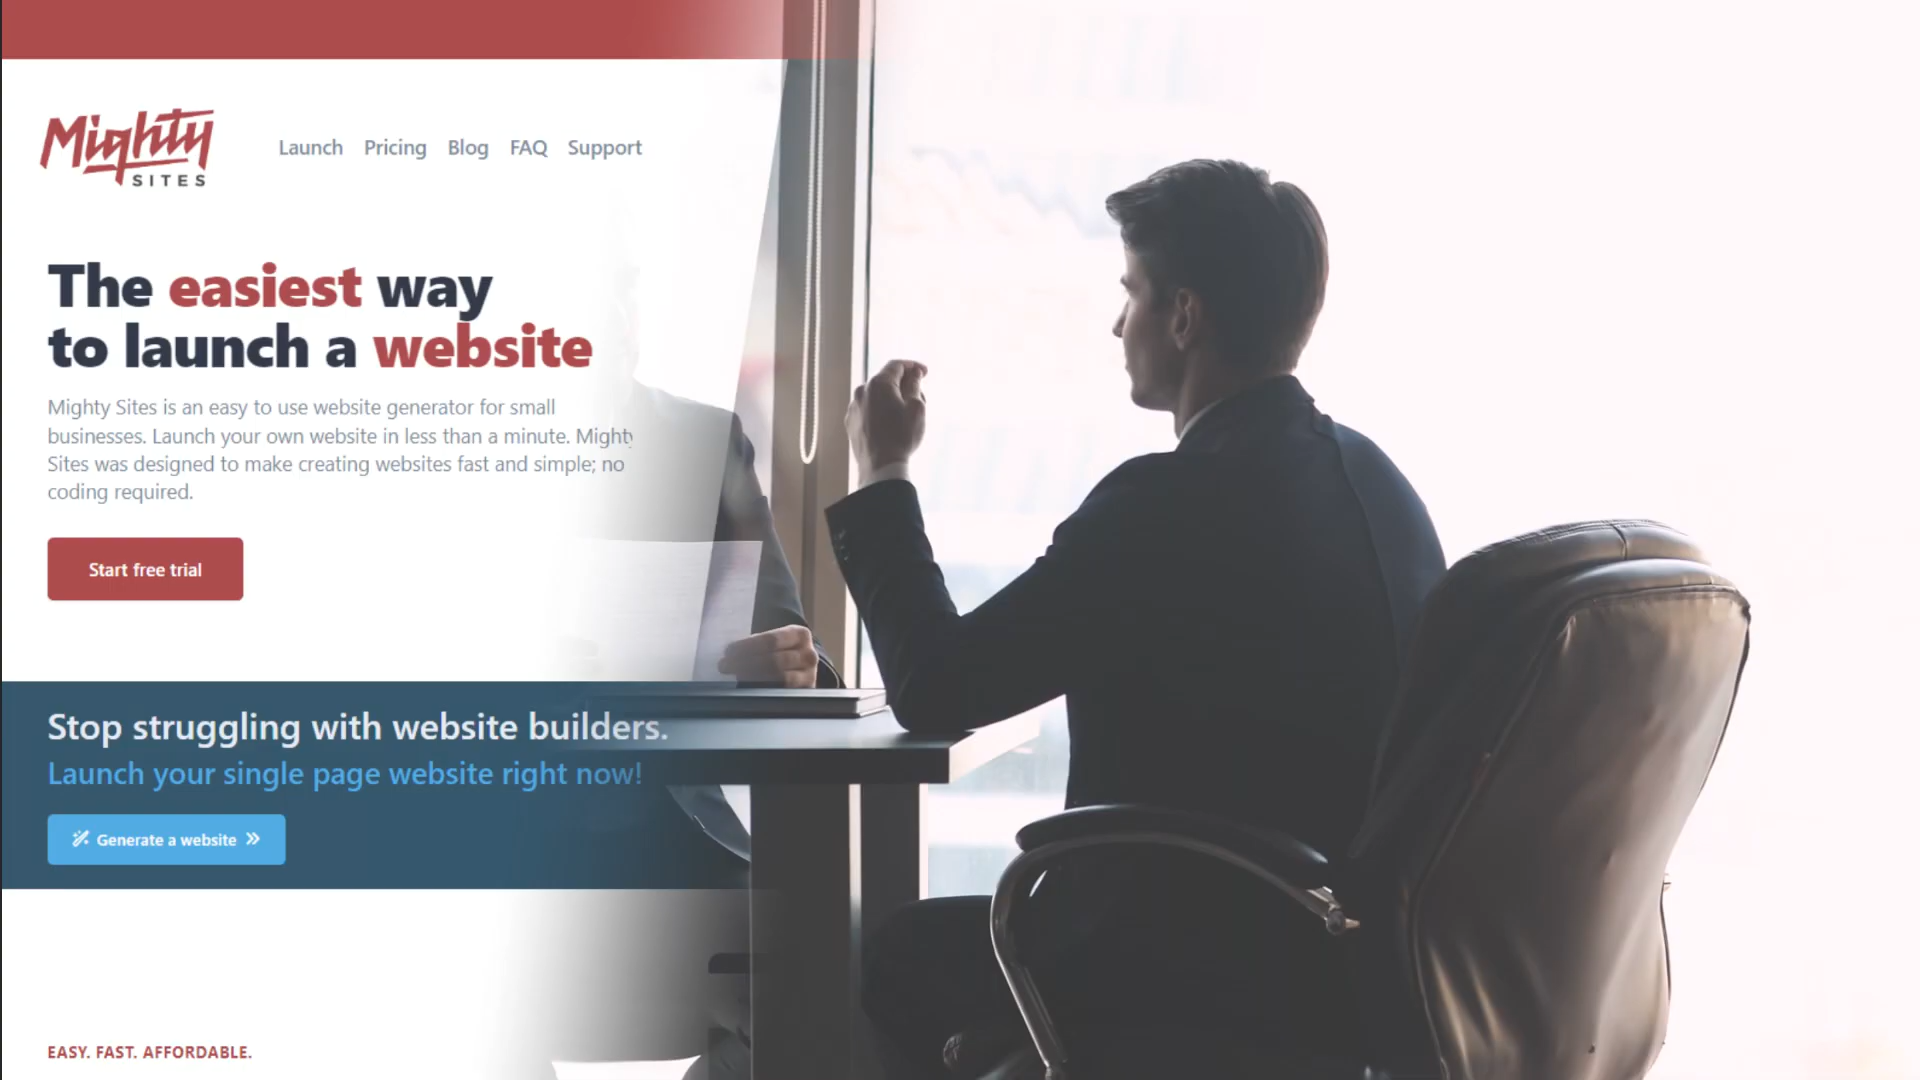 Mighty
SITES
Launch Pricing Blog FAQ Support
The easiest way
to launch a website
Mighty Sites is an easy to use website generator for small
businesses. Launch your own website in less than a minute. Mighty
Sites was designed to make creating websites fast and simple; no
coding required.
Start free trial
Stop struggling with website builders.
Launch your single page website right now!
Generate a website
EASY. FAST. AFFORDABLE.